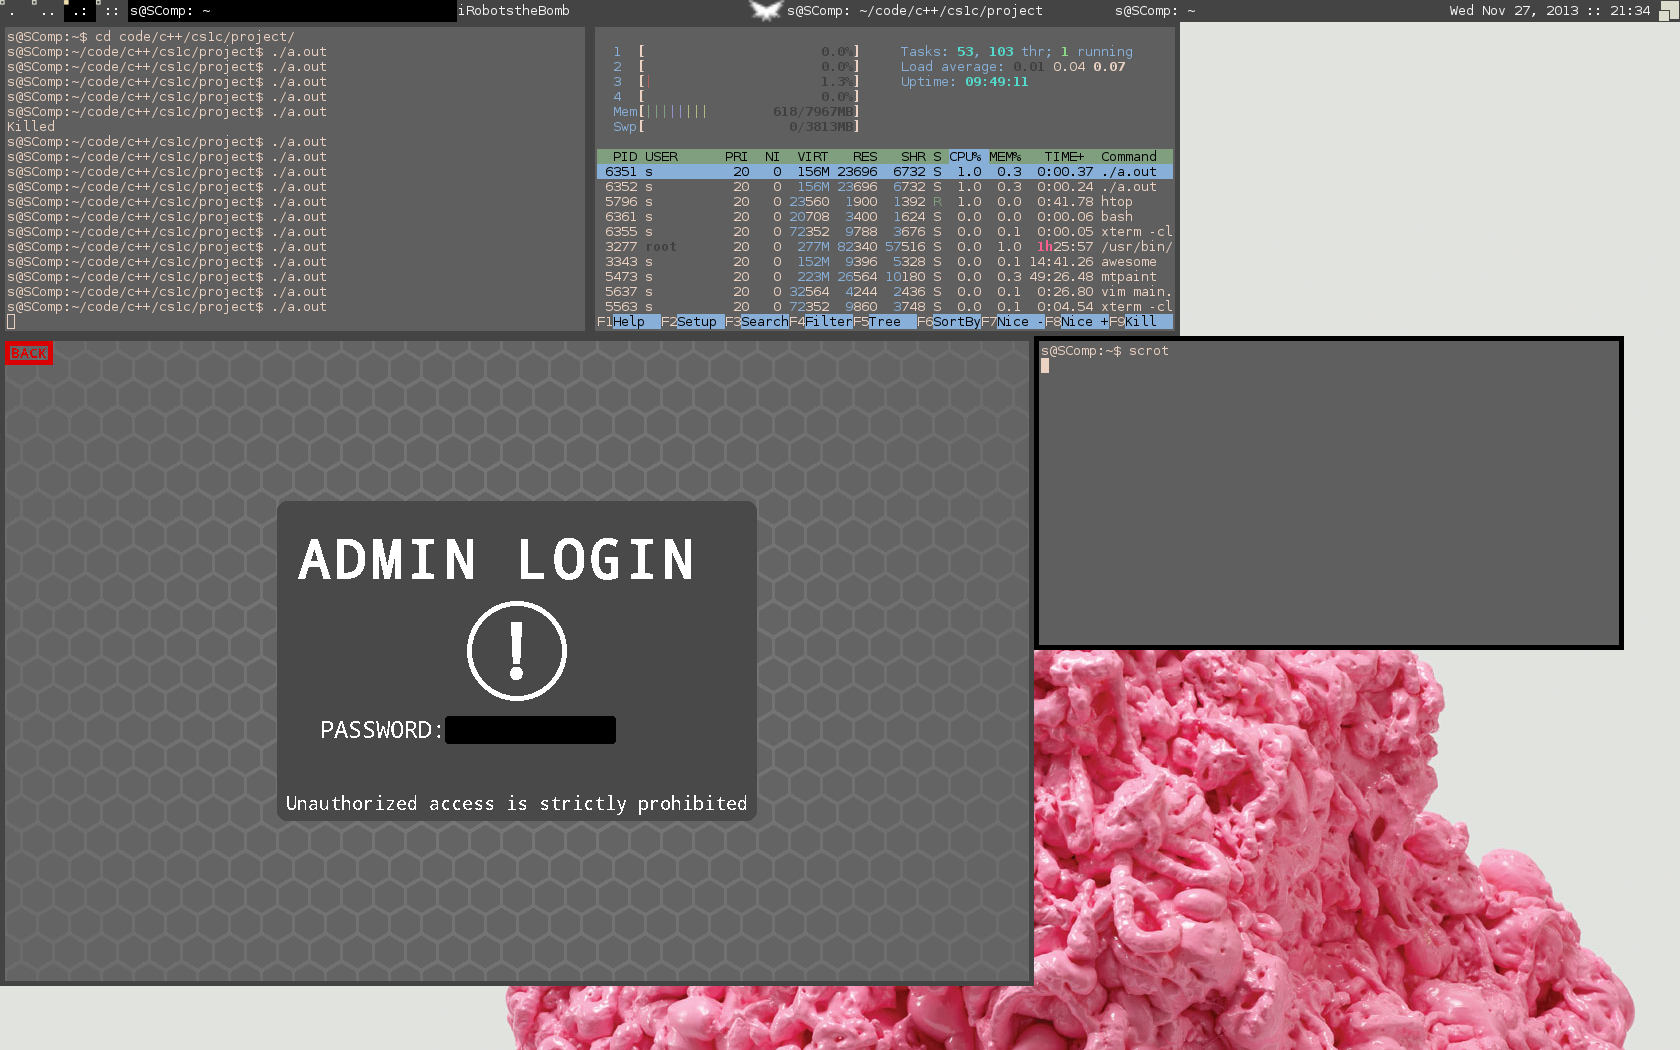 . .. .: :: s@SComp: ~ iRobotstheBomb s@SComp: ~/code/c++/cs1c/project s@SComp: ~ Wed Nov 27, 2013 :: 21:34
s@SComp:~$ cd code/c++/cs1c/project/
s@SComp:~/code/c++/cs1c/project$ ./a.out
s@SComp:~/code/c++/cs1c/project$ ./a.out
s@SComp:~/code/c++/cs1c/project$ ./a.out
s@SComp:~/code/c++/cs1c/project$ ./a.out
s@SComp:~/code/c++/cs1c/project$ ./a.out
Killed
s@SComp:~/code/c++/cs1c/project$ ./a.out
s@SComp:~/code/c++/cs1c/project$ ./a.out
s@SComp:~/code/c++/cs1c/project$ ./a.out
s@SComp:~/code/c++/cs1c/project$ ./a.out
s@SComp:~/code/c++/cs1c/project$ ./a.out
s@SComp:~/code/c++/cs1c/project$ ./a.out
s@SComp:~/code/c++/cs1c/project$ ./a.out
s@SComp:~/code/c++/cs1c/project$ ./a.out
s@SComp:~/code/c++/cs1c/project$ ./a.out
s@SComp:~/code/c++/cs1c/project$ ./a.out
s@SComp:~/code/c++/cs1c/project$ ./a.out
s@SComp:~/code/c++/cs1c/project$ ./a.out
1 [ 0.0%] Tasks: 53, 103 thr; 1 running
2 [ 0.0%] Load average: 0.01 0.04 0.07
3 [| 1.3%] Uptime: 09:49:11
4 [ 0.0%]
Mem[|||||||| 618/7967MB]
Swp[ 0/3813MB]
PID USER PRI NI VIRT RES SHR S CPU% MEM% TIME+ Command
6351 s 20 0 156M 23696 6732 S 1.0 0.3 0:00.37 ./a.out
6352 s 20 0 156M 23696 6732 S 1.0 0.3 0:00.24 ./a.out
5796 s 20 0 23560 1900 1392 R 1.0 0.0 0:41.78 htop
6361 s 20 0 20708 3400 1624 S 0.0 0.0 0:00.06 bash
6355 s 20 0 72352 9788 3676 S 0.0 0.1 0:00.05 xterm -cl
3277 root 20 0 277M 82340 57516 S 0.0 1.0 1h25:57 /usr/bin/
3343 s 20 0 152M 9396 5328 S 0.0 0.1 14:41.26 awesome
5473 s 20 0 223M 26564 10180 S 0.0 0.3 49:26.48 mtpaint
5637 s 20 0 32564 4244 2436 S 0.0 0.1 0:26.80 vim main.
5563 s 20 0 72352 9860 3748 S 0.0 0.1 0:04.54 xterm -cl
F1Help F2Setup F3SearchF4FilterF5Tree F6SortByF7Nice -F8Nice +F9Kill
BACK
ADMIN LOGIN
!
PASSWORD:
Unauthorized access is strictly prohibited
s@SComp:~$ scrot